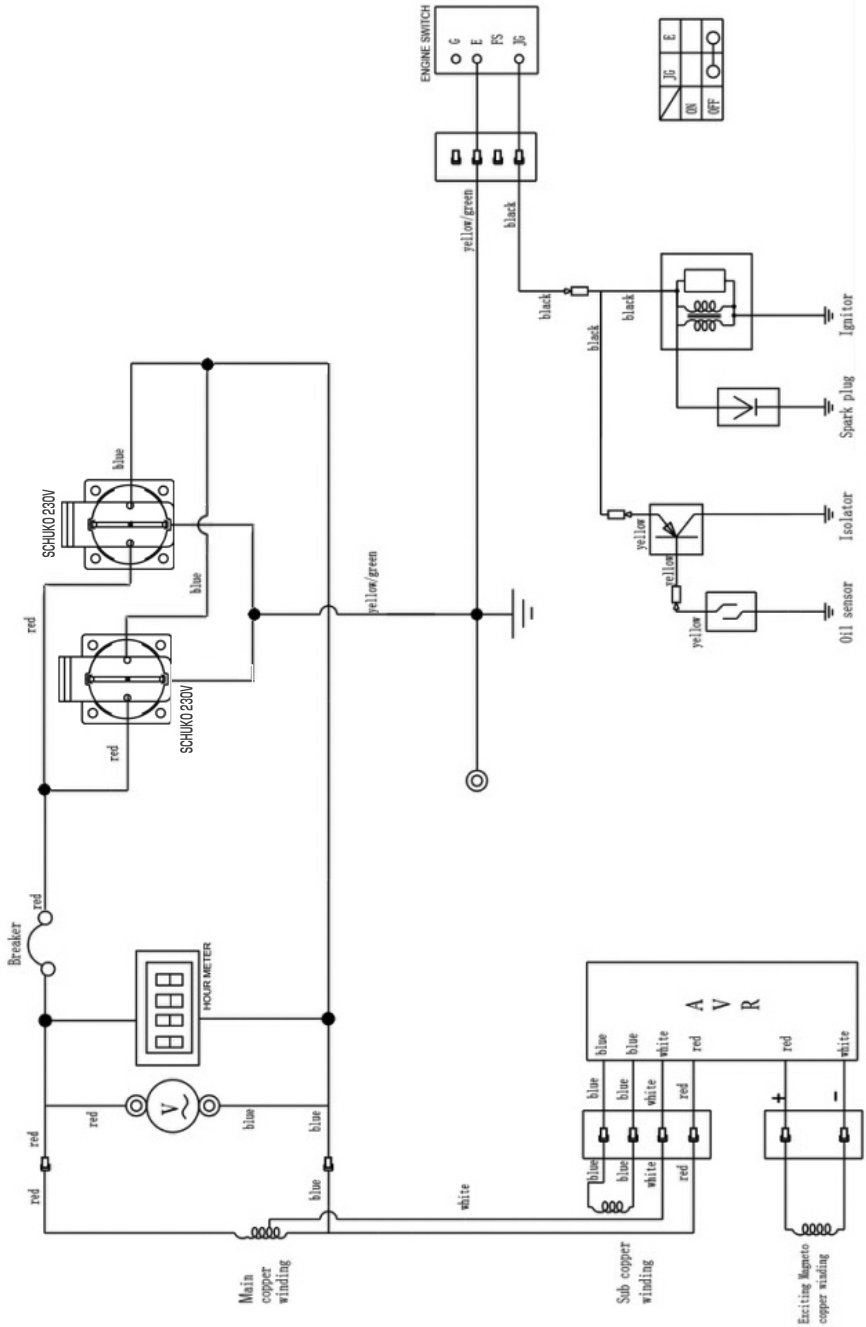 Main
copper
winding
red
blue
red
blue
red
blue
V
HOUR METER
Breaker
red
red
red
SCHUKO 230V
SCHUKO 230V
blue
blue
yellow/green
white
Sub copper
winding
blue
blue
white
red
blue
blue
white
red
blue
blue
white
red
A V R
Exciting Magneto
copper winding
+
-
red
white
ENGINE SWITCH
G
E
FS
JG
yellow/green
black
black
black
black
yellow
yellow
yellow
Oil sensor
Isolator
Spark plug
Ignitor
JG E
ON
OFF